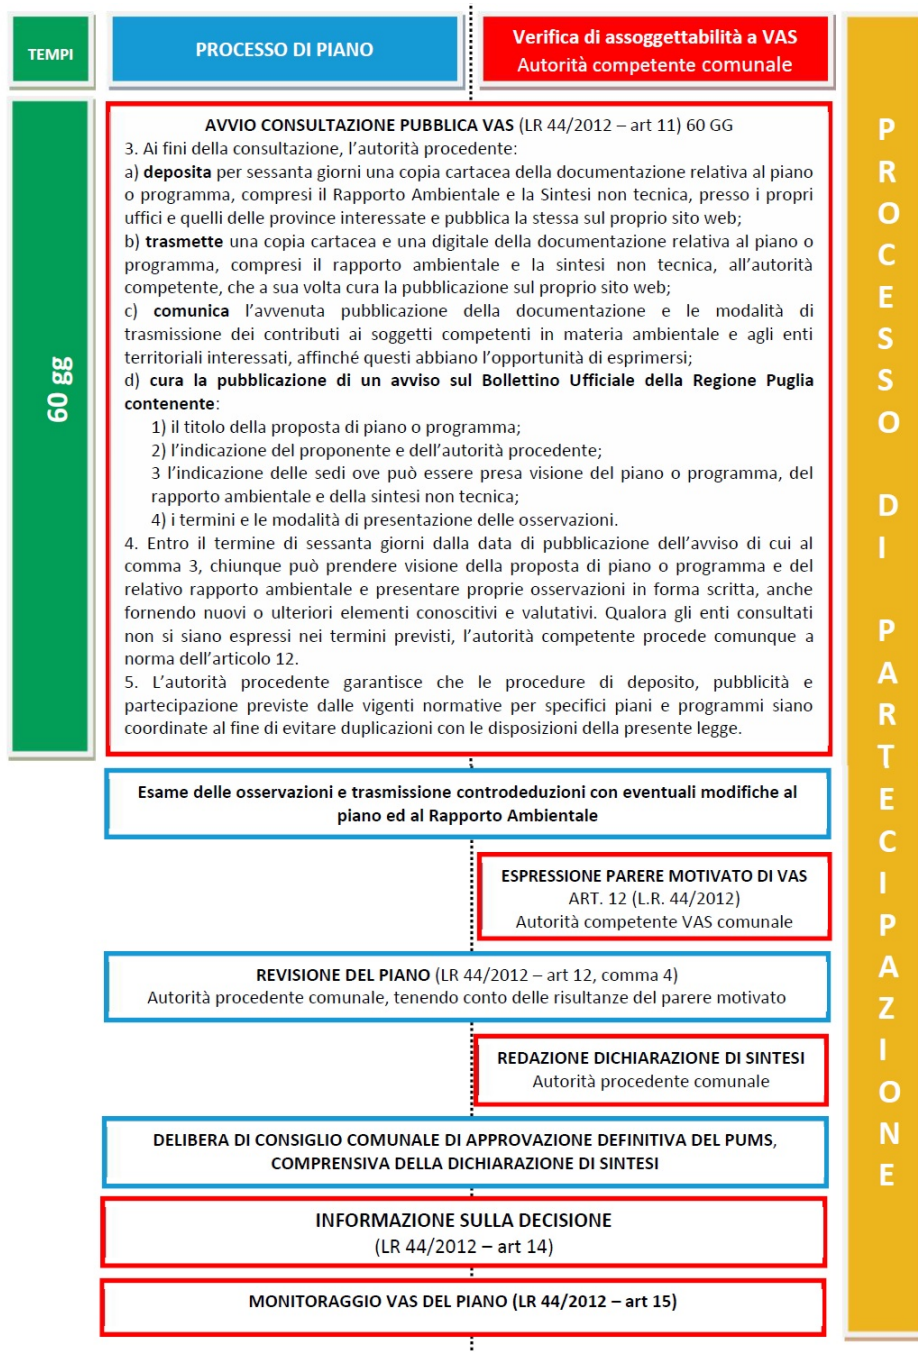 TEMPI
PROCESSO DI PIANO
Verifica di assoggettabilità a VAS
Autorità competente comunale
60 gg
AVVIO CONSULTAZIONE PUBBLICA VAS (LR 44/2012 – art 11) 60 GG
3. Ai fini della consultazione, l'autorità procedente:
a) deposita per sessanta giorni una copia cartacea della documentazione relativa al piano
o programma, compresi il Rapporto Ambientale e la Sintesi non tecnica, presso i propri
uffici e quelli delle province interessate e pubblica la stessa sul proprio sito web;
b) trasmette una copia cartacea e una digitale della documentazione relativa al piano o
programma, compresi il rapporto ambientale e la sintesi non tecnica, all'autorità
competente, che a sua volta cura la pubblicazione sul proprio sito web;
c) comunica l'avvenuta pubblicazione della documentazione e le modalità di
trasmissione dei contributi ai soggetti competenti in materia ambientale e agli enti
territoriali interessati, affinché questi abbiano l'opportunità di esprimersi;
d) cura la pubblicazione di un avviso sul Bollettino Ufficiale della Regione Puglia
contenente:
1) il titolo della proposta di piano o programma;
2) l'indicazione del proponente e dell'autorità procedente;
3 l'indicazione delle sedi ove può essere presa visione del piano o programma, del
rapporto ambientale e della sintesi non tecnica;
4) i termini e le modalità di presentazione delle osservazioni.
4. Entro il termine di sessanta giorni dalla data di pubblicazione dell'avviso di cui al
comma 3, chiunque può prendere visione della proposta di piano o programma e del
relativo rapporto ambientale e presentare proprie osservazioni in forma scritta, anche
fornendo nuovi o ulteriori elementi conoscitivi e valutativi. Qualora gli enti consultati
non si siano espressi nei termini previsti, l'autorità competente procede comunque a
norma dell'articolo 12.
5. L'autorità procedente garantisce che le procedure di deposito, pubblicità e
partecipazione previste dalle vigenti normative per specifici piani e programmi siano
coordinate al fine di evitare duplicazioni con le disposizioni della presente legge.
Esame delle osservazioni e trasmissione controdeduzioni con eventuali modifiche al
piano ed al Rapporto Ambientale
ESPRESSIONE PARERE MOTIVATO DI VAS
ART. 12 (L.R. 44/2012)
Autorità competente VAS comunale
REVISIONE DEL PIANO (LR 44/2012 – art 12, comma 4)
Autorità procedente comunale, tenendo conto delle risultanze del parere motivato
REDAZIONE DICHIARAZIONE DI SINTESI
Autorità procedente comunale
DELIBERA DI CONSIGLIO COMUNALE DI APPROVAZIONE DEFINITIVA DEL PUMS,
COMPRENSIVA DELLA DICHIARAZIONE DI SINTESI
INFORMAZIONE SULLA DECISIONE
(LR 44/2012 – art 14)
MONITORAGGIO VAS DEL PIANO (LR 44/2012 – art 15)
PROCESSO DI PARTECIPAZIONE